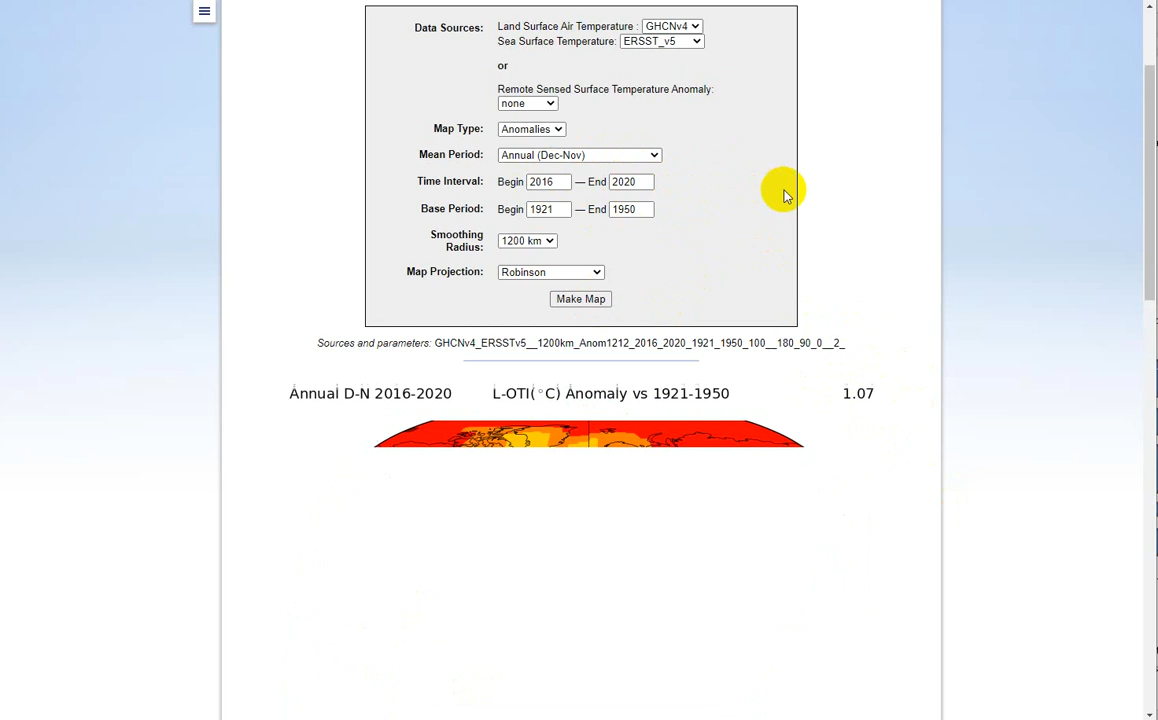 Data Sources: Land Surface Air Temperature : GHCNv4
Sea Surface Temperature: ERSST_v5
or
Remote Sensed Surface Temperature Anomaly:
none
Map Type: Anomalies
Mean Period: Annual (Dec-Nov)
Time Interval: Begin 2016 — End 2020
Base Period: Begin 1921 — End 1950
Smoothing
Radius: 1200 km
Map Projection: Robinson
Make Map
Sources and parameters: GHCNv4_ERSSTv5__1200km_Anom1212_2016_2020_1921_1950_100__180_90_0__2_
Annual D-N 2016-2020 L-OTI(°C) Anomaly vs 1921-1950 1.07